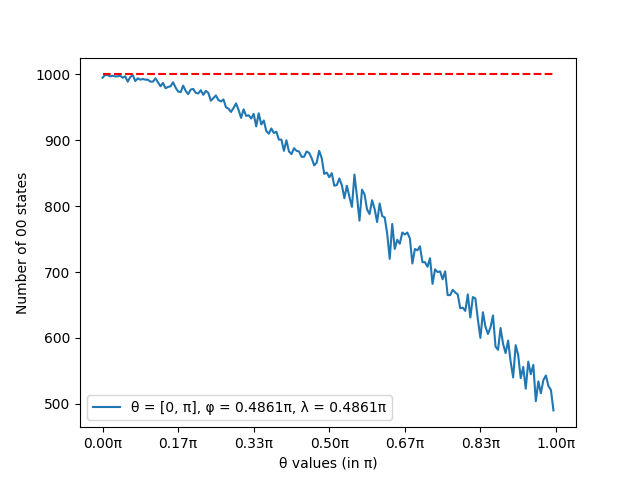 1000
900
800
700
600
500
Number of 00 states
θ = [0, π], φ = 0.4861π, λ = 0.4861π
0.00π 0.17π 0.33π 0.50π 0.67π 0.83π 1.00π
θ values (in π)